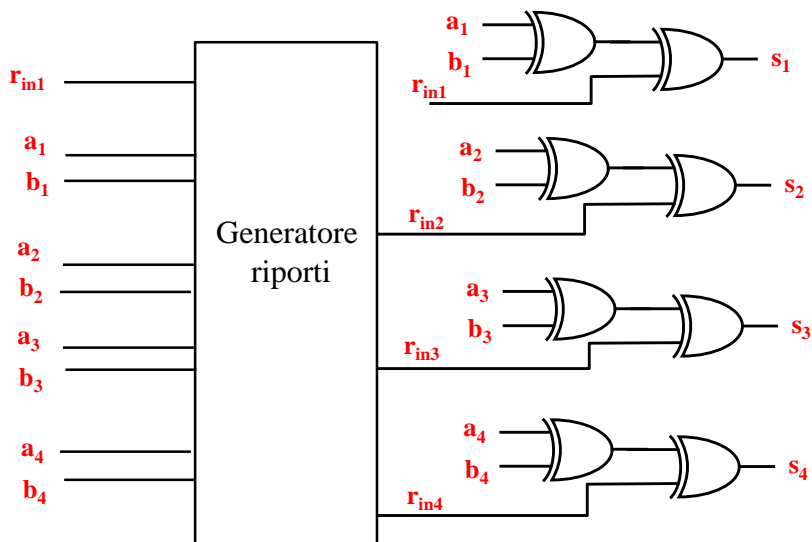 r_in1
a_1
b_1
a_2
b_2
a_3
b_3
a_4
b_4
Generatore
riporti
a_1
b_1
r_in1
s_1
a_2
b_2
r_in2
s_2
a_3
b_3
r_in3
s_3
a_4
b_4
r_in4
s_4